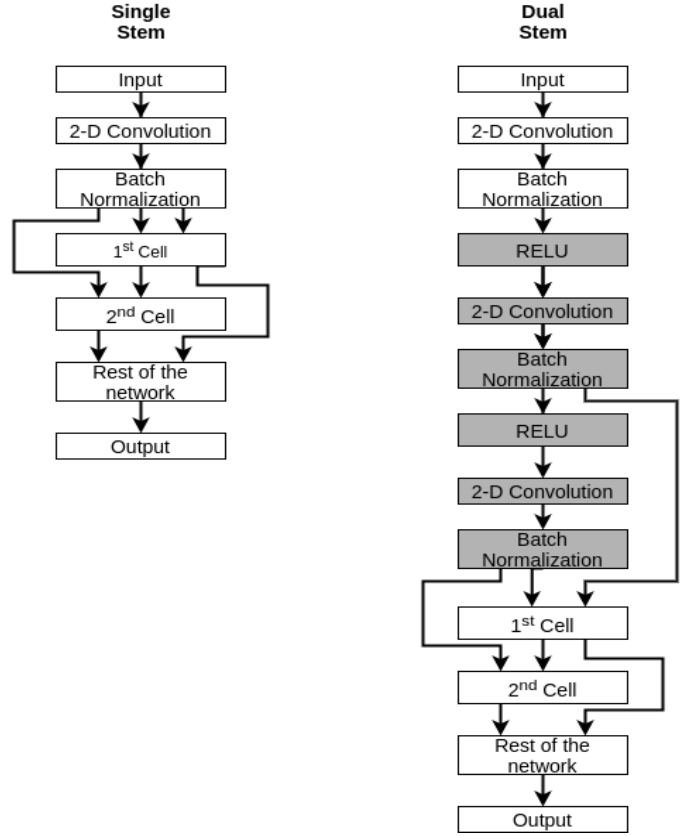 Single
Stem
Input
2-D Convolution
Batch
Normalization
1st Cell
2nd Cell
Rest of the
network
Output
Dual
Stem
Input
2-D Convolution
Batch
Normalization
RELU
2-D Convolution
Batch
Normalization
RELU
2-D Convolution
Batch
Normalization
1st Cell
2nd Cell
Rest of the
network
Output